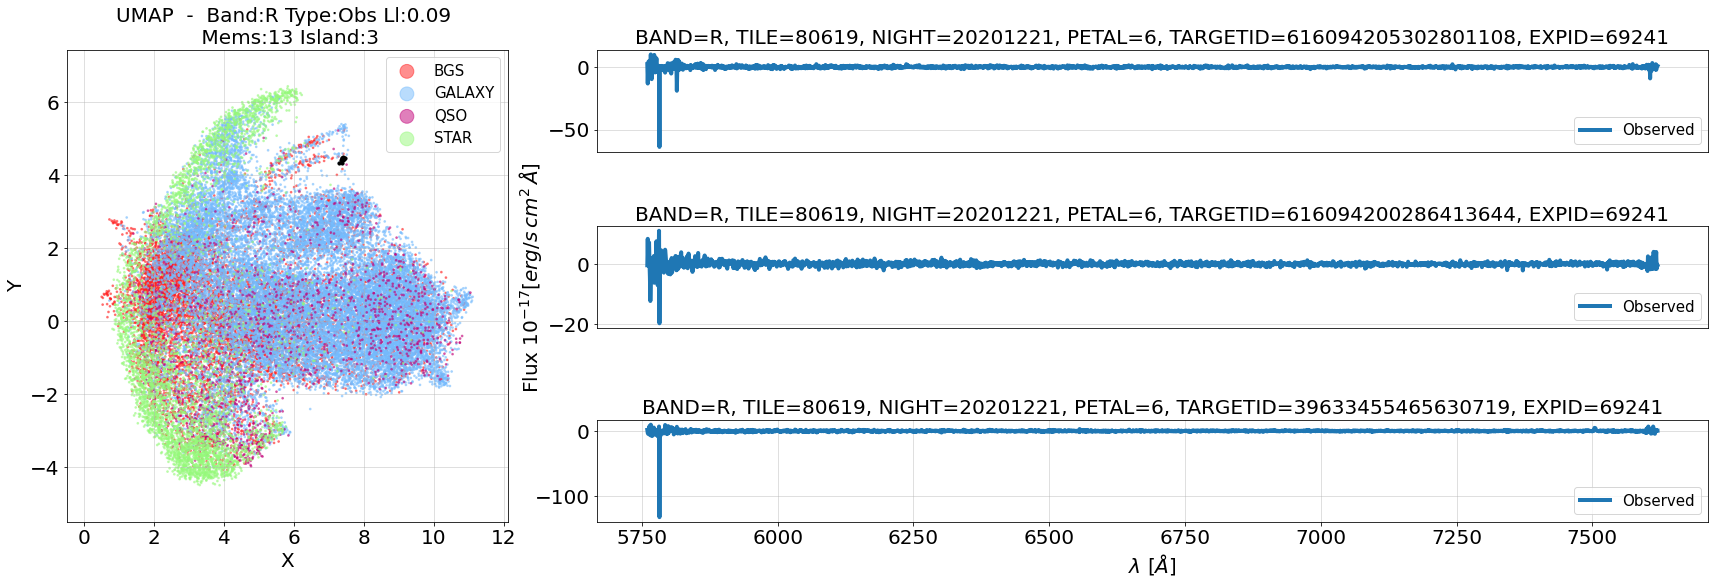 UMAP - Band:R Type:Obs Ll:0.09
Mems:13 Island:3
BGS
GALAXY
QSO
STAR
6
4
2
0
−2
−4
Y
0
2
4
6
8
10
12
X
Flux 10^{−17}[erg/s cm^2 Å]
BAND=R, TILE=80619, NIGHT=20201221, PETAL=6, TARGETID=616094205302801108, EXPID=69241
0
−50
Observed
BAND=R, TILE=80619, NIGHT=20201221, PETAL=6, TARGETID=616094200286413644, EXPID=69241
0
−20
Observed
BAND=R, TILE=80619, NIGHT=20201221, PETAL=6, TARGETID=39633455465630719, EXPID=69241
0
−100
Observed
5750
6000
6250
6500
6750
7000
7250
7500
λ [Å]